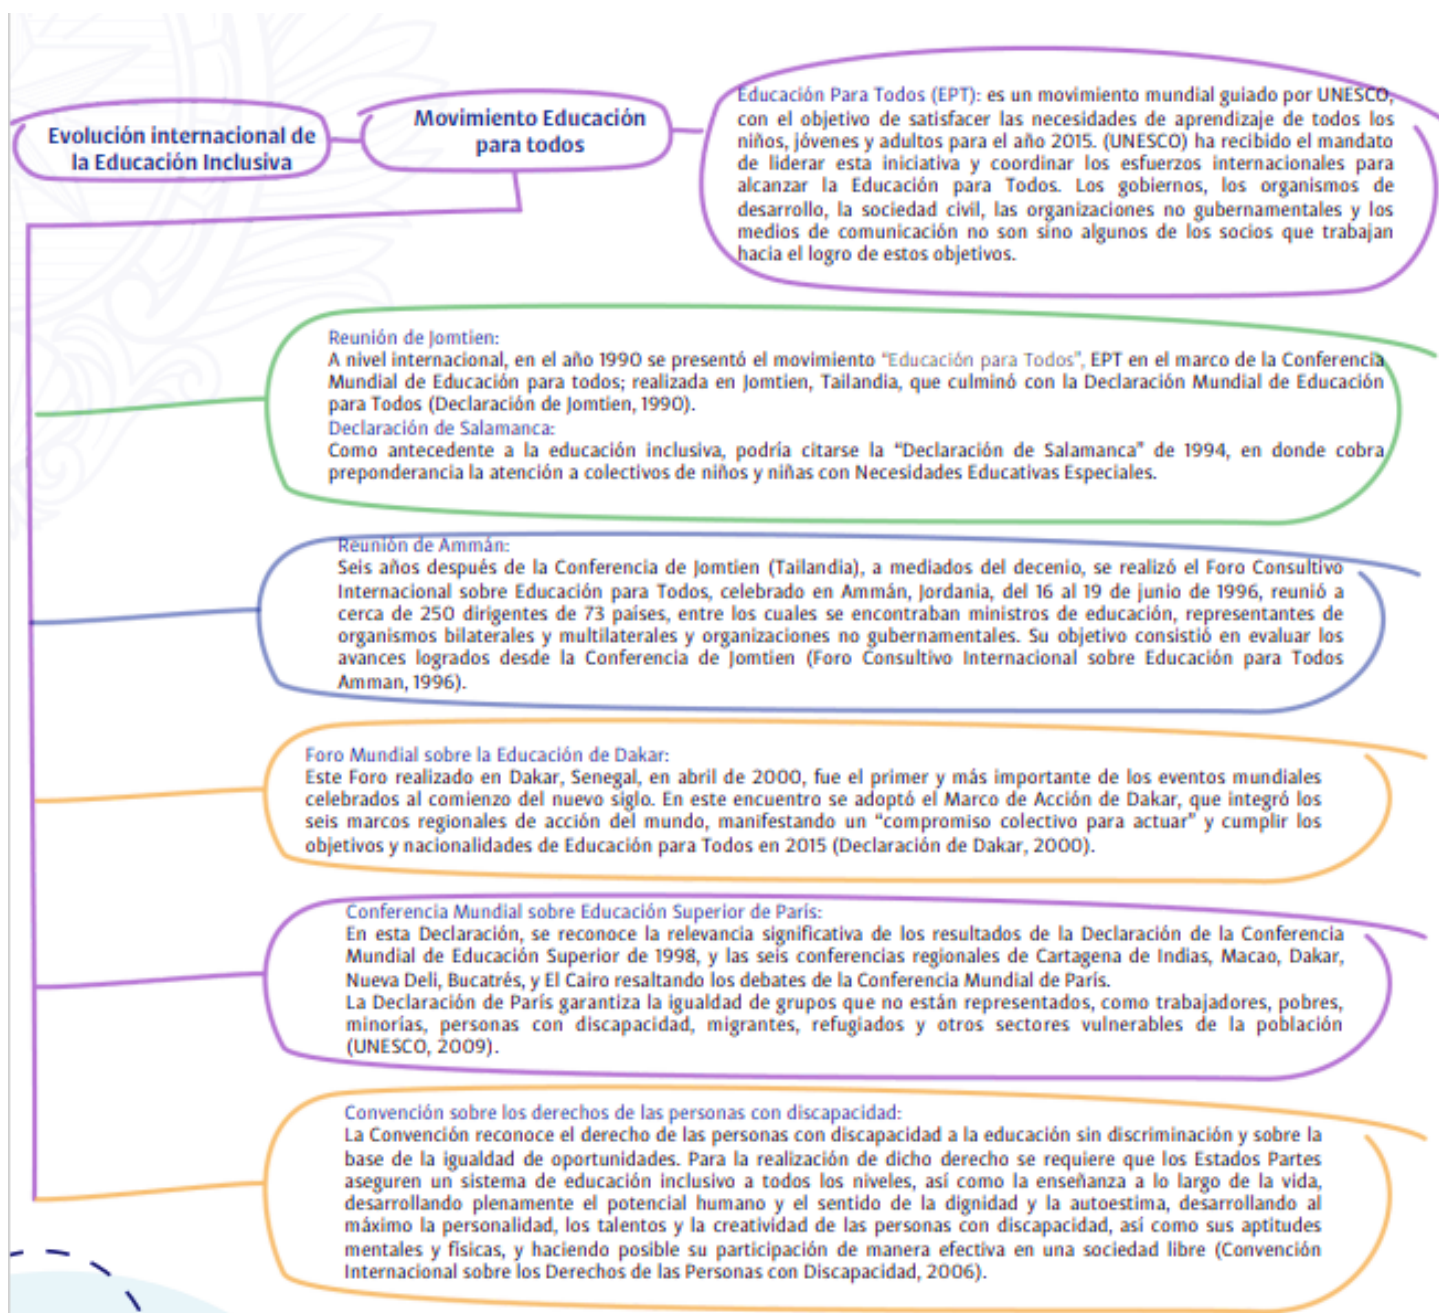 Evolución internacional de
la Educación Inclusiva
Movimiento Educación
para todos
Educación Para Todos (EPT): es un movimiento mundial guiado por UNESCO,
con el objetivo de satisfacer las necesidades de aprendizaje de todos los
niños, jóvenes y adultos para el año 2015. (UNESCO) ha recibido el mandato
de liderar esta iniciativa y coordinar los esfuerzos internacionales para
alcanzar la Educación para Todos. Los gobiernos, los organismos de
desarrollo, la sociedad civil, las organizaciones no gubernamentales y los
medios de comunicación no son sino algunos de los socios que trabajan
hacia el logro de estos objetivos.
Reunión de Jomtien:
A nivel internacional, en el año 1990 se presentó el movimiento “Educación para Todos”, EPT en el marco de la Conferencia
Mundial de Educación para todos; realizada en Jomtien, Tailandia, que culminó con la Declaración Mundial de Educación
para Todos (Declaración de Jomtien, 1990).
Declaración de Salamanca:
Como antecedente a la educación inclusiva, podría citarse la “Declaración de Salamanca” de 1994, en donde cobra
preponderancia la atención a colectivos de niños y niñas con Necesidades Educativas Especiales.
Reunión de Ammán:
Seis años después de la Conferencia de Jomtien (Tailandia), a mediados del decenio, se realizó el Foro Consultivo
Internacional sobre Educación para Todos, celebrado en Ammán, Jordania, del 16 al 19 de junio de 1996, reunió a
cerca de 250 dirigentes de 73 países, entre los cuales se encontraban ministros de educación, representantes de
organismos bilaterales y multilaterales y organizaciones no gubernamentales. Su objetivo consistió en evaluar los
avances logrados desde la Conferencia de Jomtien (Foro Consultivo Internacional sobre Educación para Todos
Amman, 1996).
Foro Mundial sobre la Educación de Dakar:
Este Foro realizado en Dakar, Senegal, en abril de 2000, fue el primer y más importante de los eventos mundiales
celebrados al comienzo del nuevo siglo. En este encuentro se adoptó el Marco de Acción de Dakar, que integró los
seis marcos regionales de acción del mundo, manifestando un “compromiso colectivo para actuar” y cumplir los
objetivos y nacionalidades de Educación para Todos en 2015 (Declaración de Dakar, 2000).
Conferencia Mundial sobre Educación Superior de París:
En esta Declaración, se reconoce la relevancia significativa de los resultados de la Declaración de la Conferencia
Mundial de Educación Superior de 1998, y las seis conferencias regionales de Cartagena de Indias, Macao, Dakar,
Nueva Deli, Bucatrés, y El Cairo resaltando los debates de la Conferencia Mundial de París.
La Declaración de París garantiza la igualdad de grupos que no están representados, como trabajadores, pobres,
minorías, personas con discapacidad, migrantes, refugiados y otros sectores vulnerables de la población
(UNESCO, 2009).
Convención sobre los derechos de las personas con discapacidad:
La Convención reconoce el derecho de las personas con discapacidad a la educación sin discriminación y sobre la
base de la igualdad de oportunidades. Para la realización de dicho derecho se requiere que los Estados Partes
aseguren un sistema de educación inclusivo a todos los niveles, así como la enseñanza a lo largo de la vida,
desarrollando plenamente el potencial humano y el sentido de la dignidad y la autoestima, desarrollando al
máximo la personalidad, los talentos y la creatividad de las personas con discapacidad, así como sus aptitudes
mentales y físicas, y haciendo posible su participación de manera efectiva en una sociedad libre (Convención
Internacional sobre los Derechos de las Personas con Discapacidad, 2006).